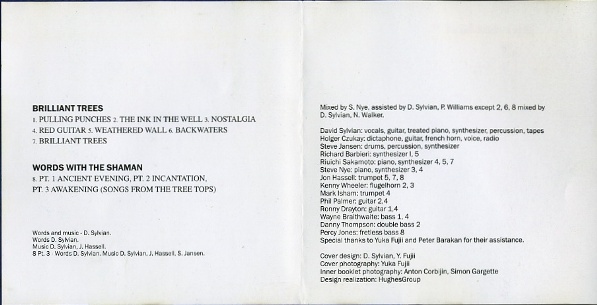 BRILLIANT TREES
1. PULLING PUNCHES 2. THE INK IN THE WELL 3. NOSTALGIA
4. RED GUITAR 5. WEATHERED WALL 6. BACKWATERS
7. BRILLIANT TREES
WORDS WITH THE SHAMAN
8. PT. 1 ANCIENT EVENING, PT. 2 INCANTATION,
PT. 3 AWAKENING (SONGS FROM THE TREE TOPS)
Words and music - D. Sylvian.
Words D. Sylvian.
Music D. Sylvian, J. Hassell.
8 Pt. 3 - Words D. Sylvian, Music D. Sylvian, J. Hassell, S. Jansen.
Mixed by S. Nye, assisted by D. Sylvian, P. Williams except 2, 6, 8 mixed by
D. Sylvian, N. Walker.
David Sylvian: vocals, guitar, treated piano, synthesizer, percussion, tapes
Holger Czukay: dictaphone, guitar, french horn, voice, radio
Steve Jansen: drums, percussion, synthesizer
Richard Barbieri: synthesizer 1, 5
Riuichi Sakamoto: piano, synthesizer 4, 5, 7
Steve Nye: piano, synthesizer 3, 4
Jon Hassell: trumpet 5, 7, 8
Kenny Wheeler: flugelhorn 2, 3
Mark Isham: trumpet 4
Phil Palmer: guitar 2,4
Ronny Drayton: guitar 1,4
Wayne Braithwaite: bass 1, 4
Danny Thompson: double bass 2
Percy Jones: fretless bass 8
Special thanks to Yuka Fujii and Peter Barakan for their assistance.
Cover design: D. Sylvian, Y. Fujii
Cover photography: Yuka Fujii
Inner booklet photography: Anton Corbijin, Simon Gargette
Design realization: HughesGroup